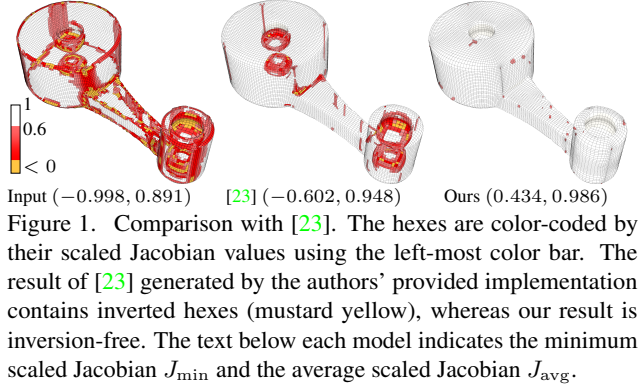 1
0.6
< 0
Input (−0.998, 0.891) [23] (−0.602, 0.948) Ours (0.434, 0.986)
Figure 1. Comparison with [23]. The hexes are color-coded by
their scaled Jacobian values using the left-most color bar. The
result of [23] generated by the authors’ provided implementation
contains inverted hexes (mustard yellow), whereas our result is
inversion-free. The text below each model indicates the minimum
scaled Jacobian Jmin and the average scaled Jacobian Javg.